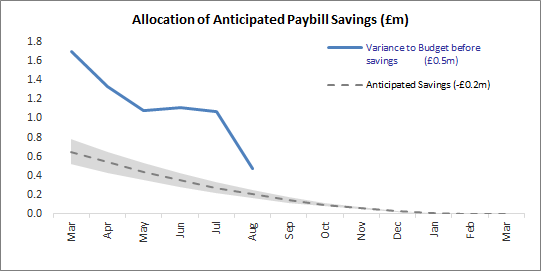 Allocation of Anticipated Paybill Savings (£m)
1.8
1.6
1.4
1.2
1.0
0.8
0.6
0.4
0.2
0.0
Variance to Budget before
savings (£0.5m)
Anticipated Savings (-£0.2m)
Mar
Apr
May
Jun
Jul
Aug
Sep
Oct
Nov
Dec
Jan
Feb
Mar